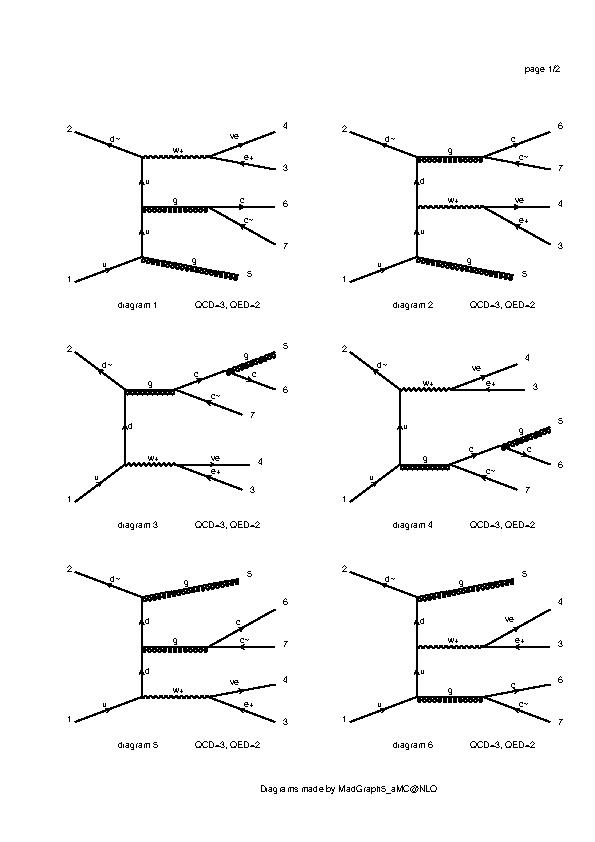 page 1/2
2 d~ w+ ve 4
e+ 3
u
g c 6
u c~ 7
1 u g 5
diagram 1 QCD=3, QED=2
2 d~ g c 6
c~ 7
d
w+ ve 4
u e+ 3
1 u g 5
diagram 2 QCD=3, QED=2
2 d~ g 5
g c c 6
c~ 7
d
w+ ve 4
1 u e+ 3
diagram 3 QCD=3, QED=2
2 d~ w+ ve 4
e+ 3
u g 5
g c c 6
1 u c~ 7
diagram 4 QCD=3, QED=2
2 d~ g 5
d c 6
g c~ 7
d
w+ ve 4
1 u e+ 3
diagram 5 QCD=3, QED=2
2 d~ g 5
d ve 4
w+ e+ 3
u
g c 6
1 u c~ 7
diagram 6 QCD=3, QED=2
Diagrams made by MadGraph5_aMC@NLO